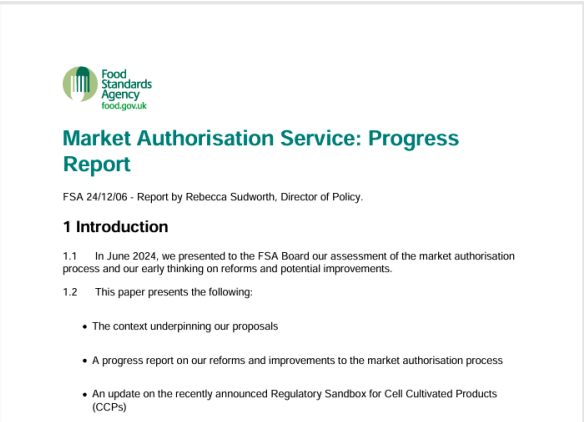 Food
Standards
Agency
food.gov.uk
Market Authorisation Service: Progress
Report
FSA 24/12/06 - Report by Rebecca Sudworth, Director of Policy.
1 Introduction
1.1 In June 2024, we presented to the FSA Board our assessment of the market authorisation
process and our early thinking on reforms and potential improvements.
1.2 This paper presents the following:
• The context underpinning our proposals
• A progress report on our reforms and improvements to the market authorisation process
• An update on the recently announced Regulatory Sandbox for Cell Cultivated Products
(CCPs)